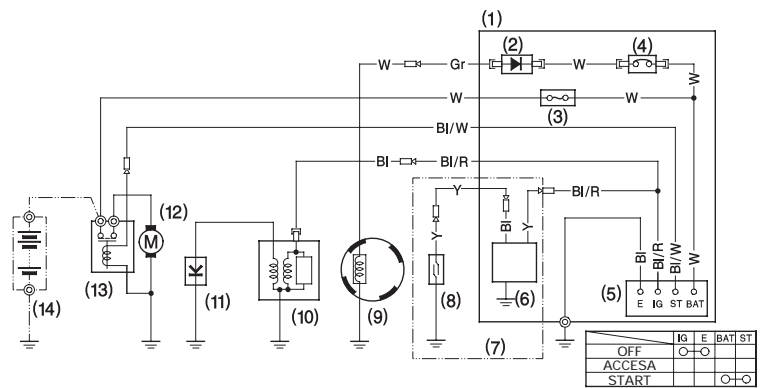 (1)
(2)
(4)
W
Gr
W
W
W
W
(3)
Bl/W
Bl
Bl/R
Y
Bl/R
Y
Bl
Y
(12)
M
(13)
(14)
(11)
(10)
(9)
(8)
(6)
(7)
Bl
Bl/R
Bl/W
W
(5)
E IG ST BAT
IG E BAT ST
OFF
ACCESA
START